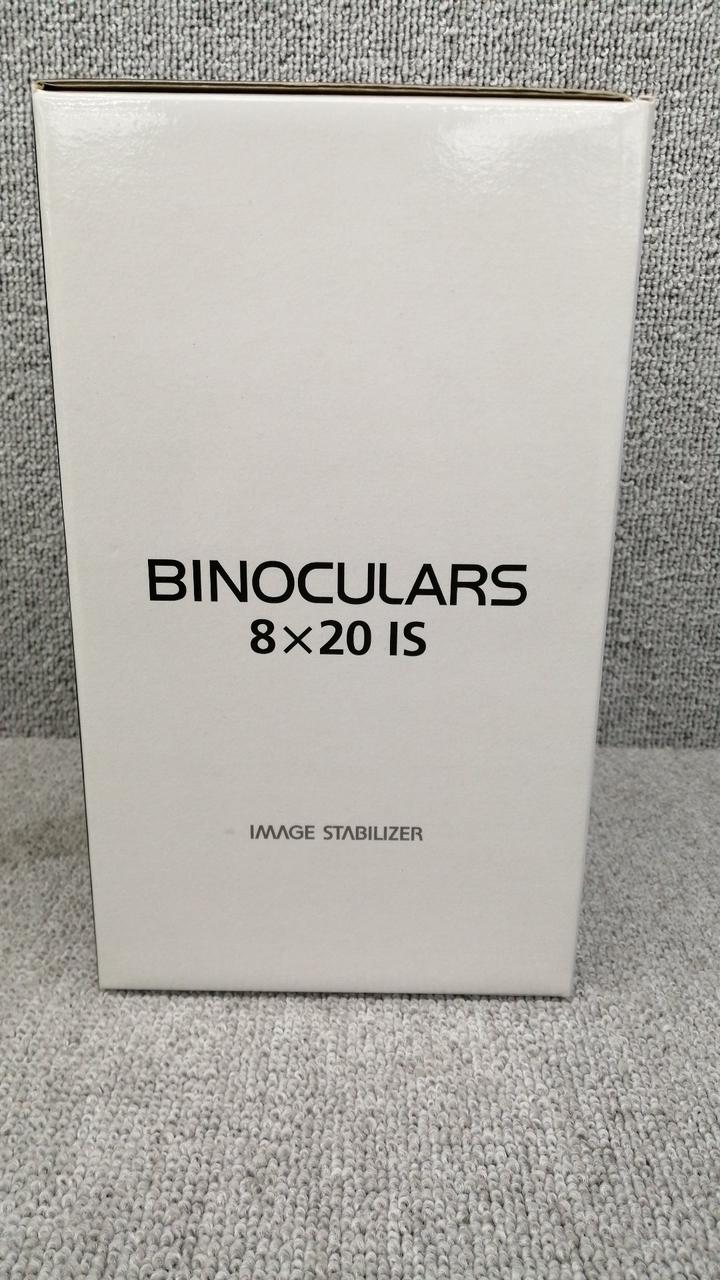 BINOCULARS
8×20 IS
IMAGE STABILIZER